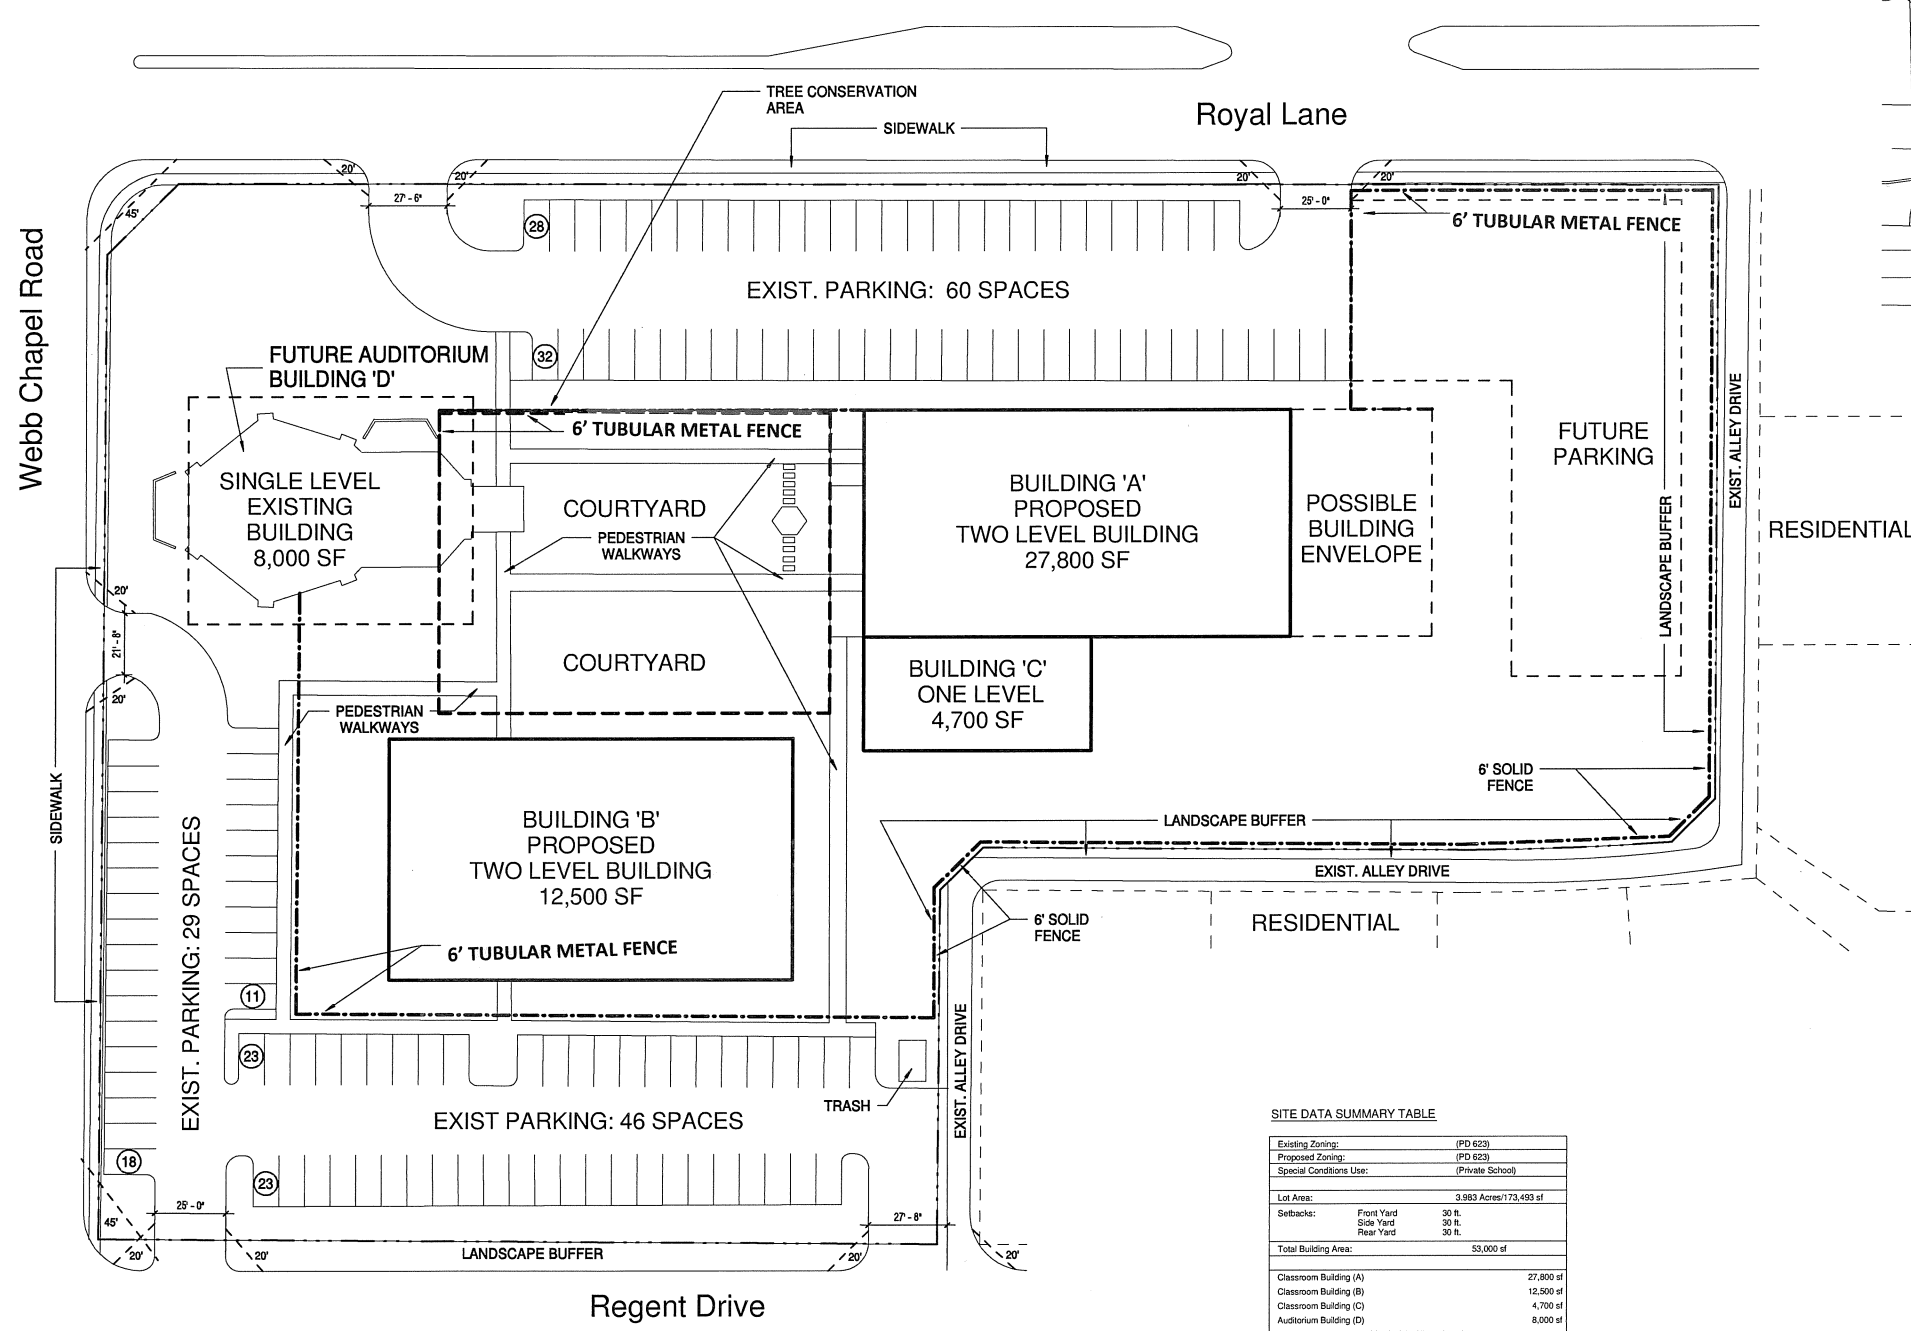 TREE CONSERVATION
AREA
Royal Lane
SIDEWALK
20'
20'
20'
20'
45'
27' - 6"
25' - 0"
28
6' TUBULAR METAL FENCE
EXIST. PARKING: 60 SPACES
Webb Chapel Road
32
FUTURE AUDITORIUM
BUILDING 'D'
6' TUBULAR METAL FENCE
SINGLE LEVEL
EXISTING
BUILDING
8,000 SF
COURTYARD
PEDESTRIAN
WALKWAYS
BUILDING 'A'
PROPOSED
TWO LEVEL BUILDING
27,800 SF
POSSIBLE
BUILDING
ENVELOPE
FUTURE
PARKING
LANDSCAPE BUFFER
EXIST. ALLEY DRIVE
RESIDENTIAL
20'
21' - 8"
20'
COURTYARD
PEDESTRIAN
WALKWAYS
BUILDING 'C'
ONE LEVEL
4,700 SF
SIDEWALK
6' SOLID
FENCE
LANDSCAPE BUFFER
EXIST. ALLEY DRIVE
BUILDING 'B'
PROPOSED
TWO LEVEL BUILDING
12,500 SF
6' TUBULAR METAL FENCE
EXIST. PARKING: 29 SPACES
6' SOLID
FENCE
RESIDENTIAL
11
23
EXIST. ALLEY DRIVE
TRASH
EXIST PARKING: 46 SPACES
18
23
25' - 0"
27' - 8"
45'
20'
20'
LANDSCAPE BUFFER
20'
20'
Regent Drive
SITE DATA SUMMARY TABLE
Existing Zoning: (PD 623)
Proposed Zoning: (PD 623)
Special Conditions Use: (Private School)
Lot Area: 3.983 Acres/173,493 sf
Setbacks: Front Yard 30 ft.
Side Yard 30 ft.
Rear Yard 30 ft.
Total Building Area: 53,000 sf
Classroom Building (A) 27,800 sf
Classroom Building (B) 12,500 sf
Classroom Building (C) 4,700 sf
Auditorium Building (D) 8,000 sf